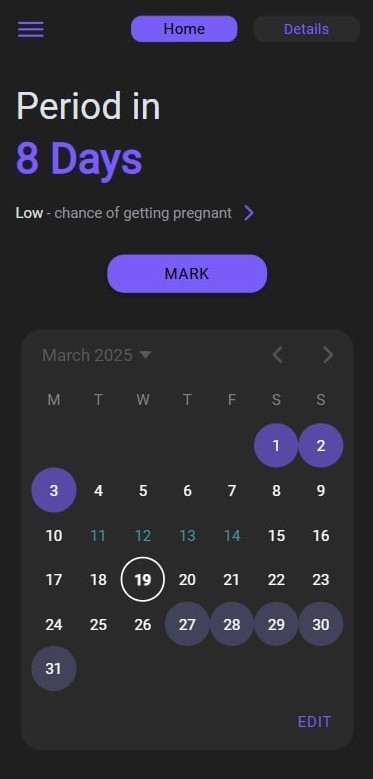 Home Details
Period in
8 Days
Low - chance of getting pregnant
MARK
March 2025
M T W T F S S
1 2
3 4 5 6 7 8 9
10 11 12 13 14 15 16
17 18 19 20 21 22 23
24 25 26 27 28 29 30
31
EDIT